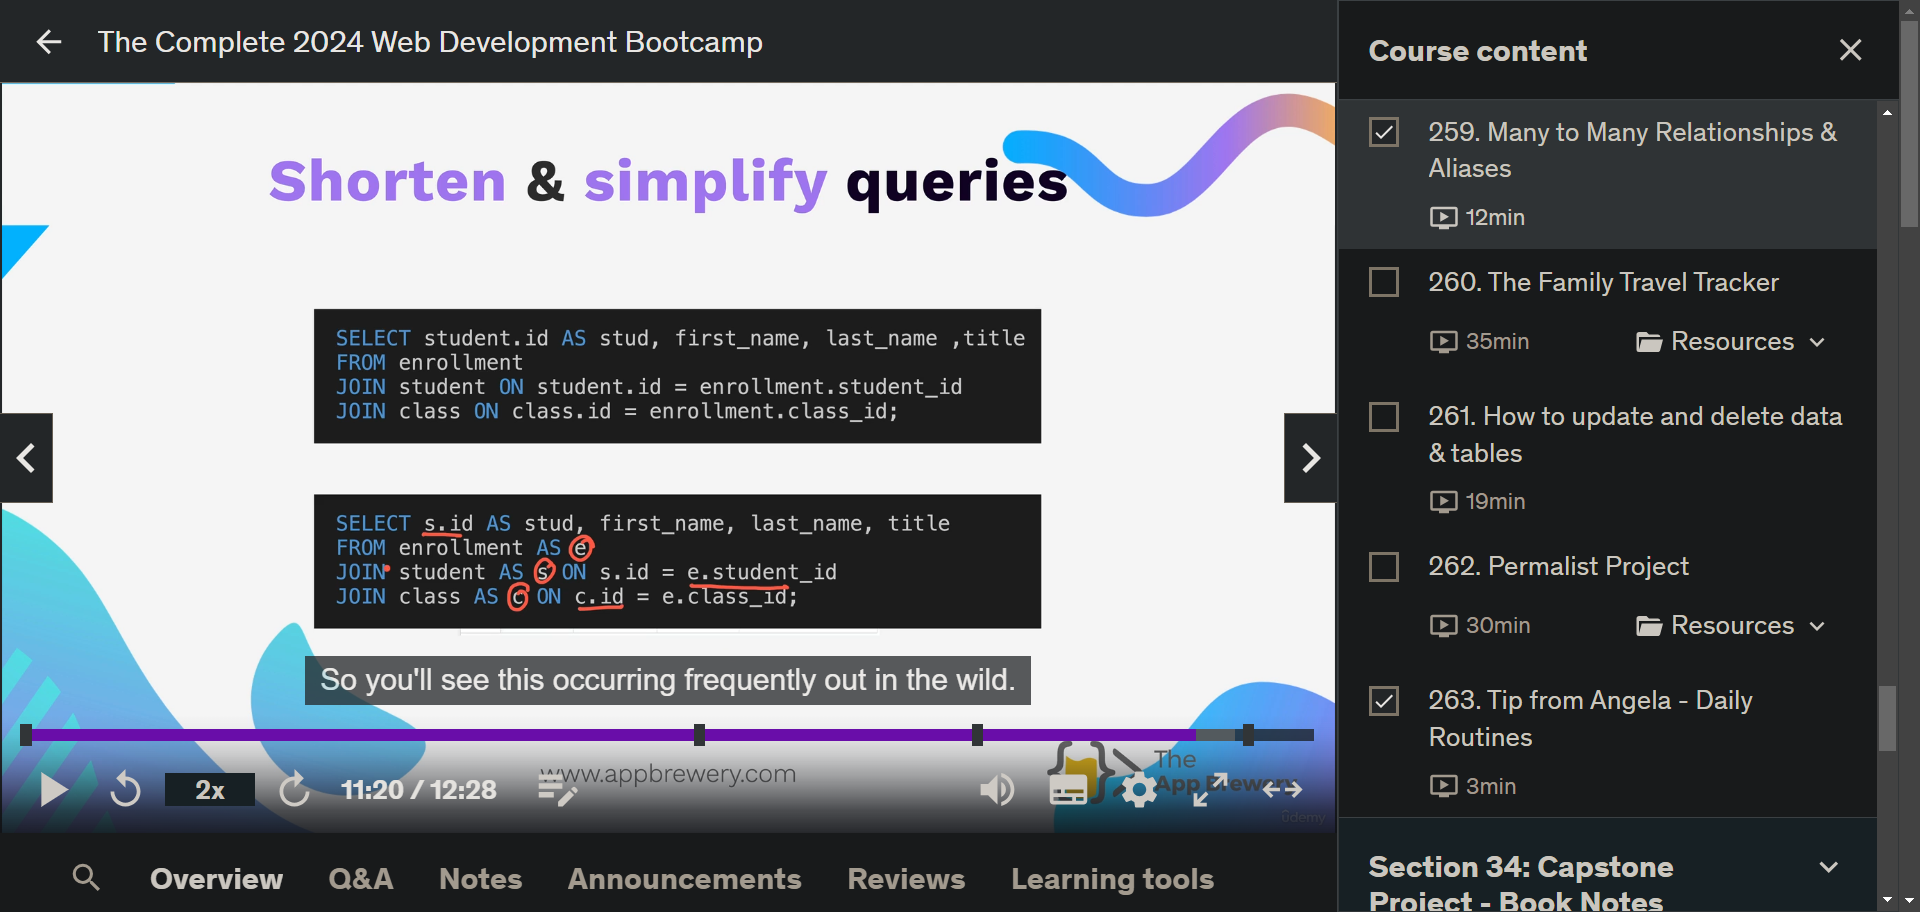 The Complete 2024 Web Development Bootcamp
Shorten & simplify queries
SELECT student.id AS stud, first_name, last_name ,title
FROM enrollment
JOIN student ON student.id = enrollment.student_id
JOIN class ON class.id = enrollment.class_id;
SELECT s.id AS stud, first_name, last_name, title
FROM enrollment AS e
JOIN student AS s ON s.id = e.student_id
JOIN class AS c ON c.id = e.class_id;
So you'll see this occurring frequently out in the wild.
www.appbrewery.com
The
App Brewery
2x
11:20 / 12:28
ûdemy
Overview
Q&A
Notes
Announcements
Reviews
Learning tools
Course content
259. Many to Many Relationships &
Aliases
12min
260. The Family Travel Tracker
35min
Resources
261. How to update and delete data
& tables
19min
262. Permalist Project
30min
Resources
263. Tip from Angela - Daily
Routines
3min
Section 34: Capstone
Project - Book Notes